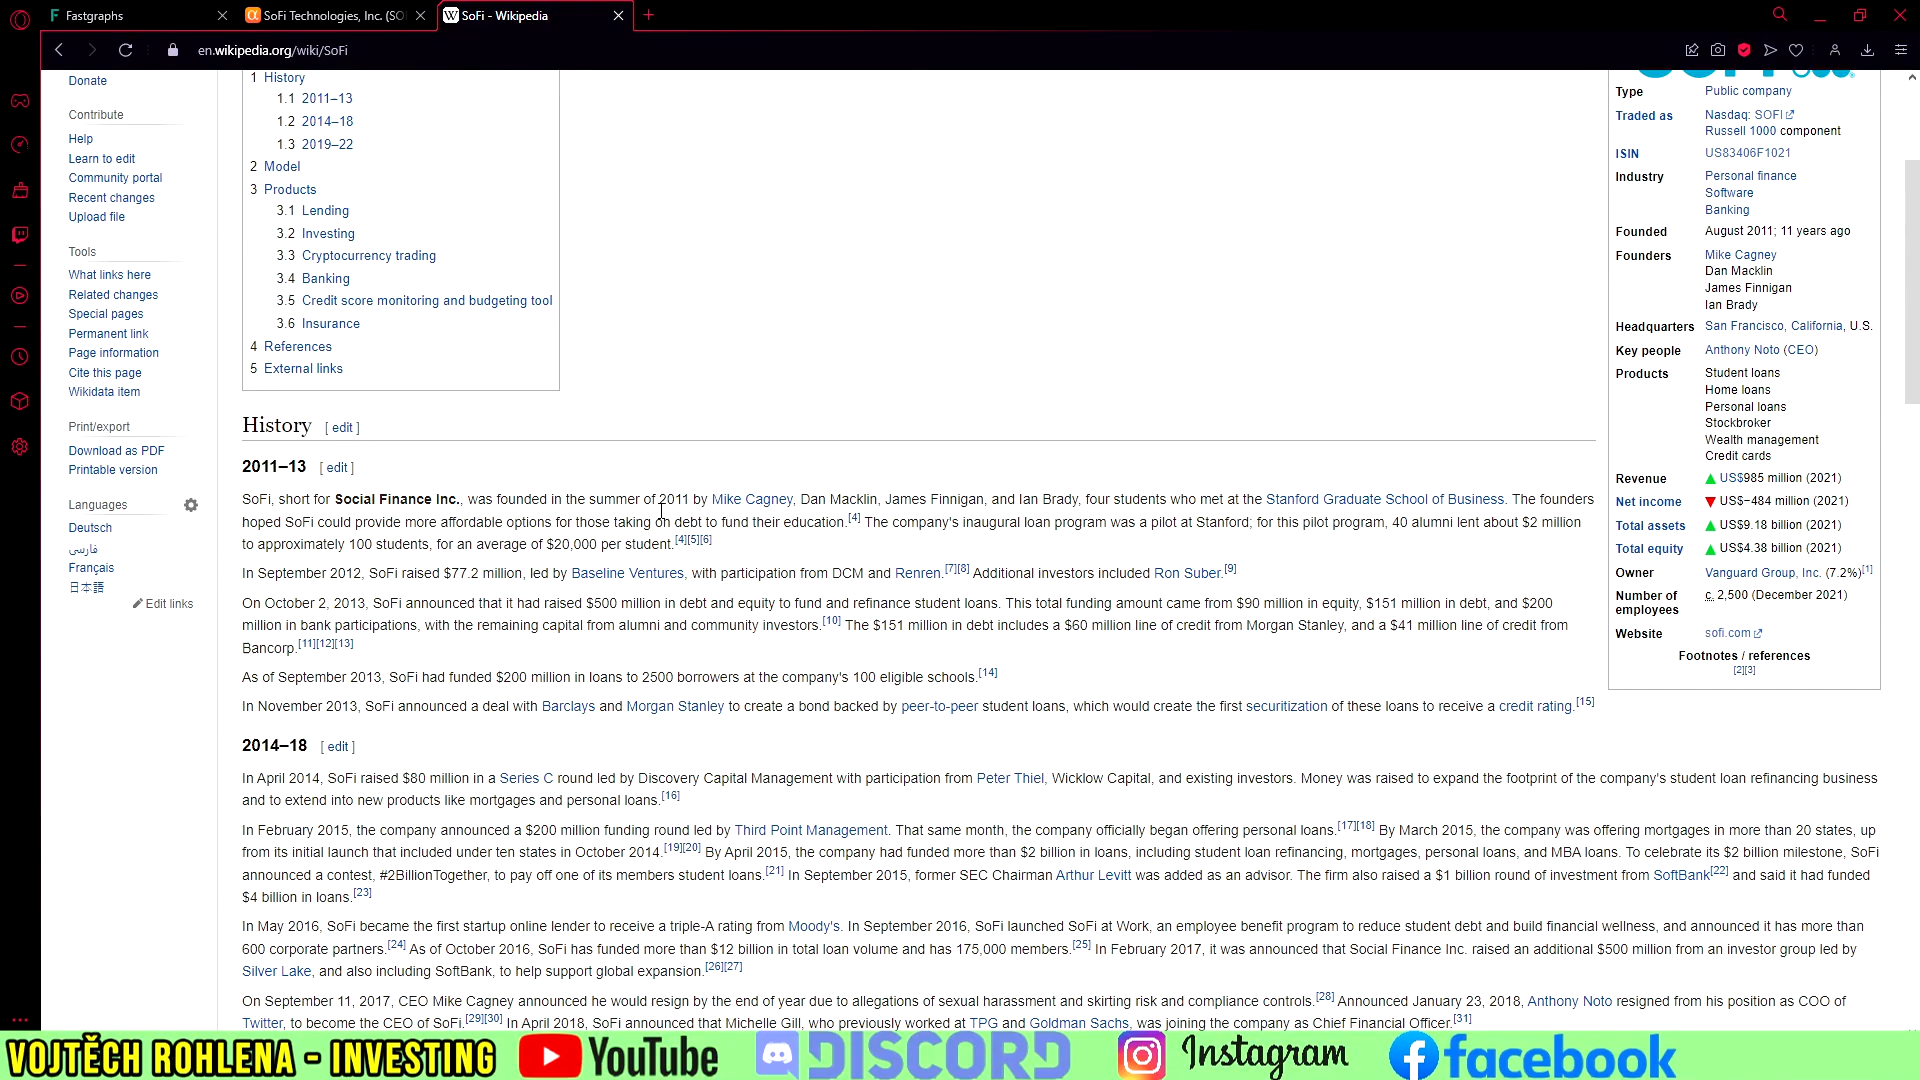 Fastgraphs
SoFi Technologies, Inc. (SO
SoFi - Wikipedia
en.wikipedia.org/wiki/SoFi
Donate
Contribute
Help
Learn to edit
Community portal
Recent changes
Upload file
Tools
What links here
Related changes
Special pages
Permanent link
Page information
Cite this page
Wikidata item
Print/export
Download as PDF
Printable version
Languages
Deutsch
فارسی
Français
日本語
Edit links
1 History
1.1 2011–13
1.2 2014–18
1.3 2019–22
2 Model
3 Products
3.1 Lending
3.2 Investing
3.3 Cryptocurrency trading
3.4 Banking
3.5 Credit score monitoring and budgeting tool
3.6 Insurance
4 References
5 External links
History [ edit ]
2011–13 [ edit ]
SoFi, short for Social Finance Inc., was founded in the summer of 2011 by Mike Cagney, Dan Macklin, James Finnigan, and Ian Brady, four students who met at the Stanford Graduate School of Business. The founders
hoped SoFi could provide more affordable options for those taking on debt to fund their education.[4] The company's inaugural loan program was a pilot at Stanford; for this pilot program, 40 alumni lent about $2 million
to approximately 100 students, for an average of $20,000 per student.[4][5][6]
In September 2012, SoFi raised $77.2 million, led by Baseline Ventures, with participation from DCM and Renren.[7][8] Additional investors included Ron Suber.[9]
On October 2, 2013, SoFi announced that it had raised $500 million in debt and equity to fund and refinance student loans. This total funding amount came from $90 million in equity, $151 million in debt, and $200
million in bank participations, with the remaining capital from alumni and community investors.[10] The $151 million in debt includes a $60 million line of credit from Morgan Stanley, and a $41 million line of credit from
Bancorp.[11][12][13]
As of September 2013, SoFi had funded $200 million in loans to 2500 borrowers at the company's 100 eligible schools.[14]
In November 2013, SoFi announced a deal with Barclays and Morgan Stanley to create a bond backed by peer-to-peer student loans, which would create the first securitization of these loans to receive a credit rating.[15]
2014–18 [ edit ]
In April 2014, SoFi raised $80 million in a Series C round led by Discovery Capital Management with participation from Peter Thiel, Wicklow Capital, and existing investors. Money was raised to expand the footprint of the company's student loan refinancing business
and to extend into new products like mortgages and personal loans.[16]
In February 2015, the company announced a $200 million funding round led by Third Point Management. That same month, the company officially began offering personal loans.[17][18] By March 2015, the company was offering mortgages in more than 20 states, up
from its initial launch that included under ten states in October 2014.[19][20] By April 2015, the company had funded more than $2 billion in loans, including student loan refinancing, mortgages, personal loans, and MBA loans. To celebrate its $2 billion milestone, SoFi
announced a contest, #2BillionTogether, to pay off one of its members student loans.[21] In September 2015, former SEC Chairman Arthur Levitt was added as an advisor. The firm also raised a $1 billion round of investment from SoftBank[22] and said it had funded
$4 billion in loans.[23]
In May 2016, SoFi became the first startup online lender to receive a triple-A rating from Moody's. In September 2016, SoFi launched SoFi at Work, an employee benefit program to reduce student debt and build financial wellness, and announced it has more than
600 corporate partners.[24] As of October 2016, SoFi has funded more than $12 billion in total loan volume and has 175,000 members.[25] In February 2017, it was announced that Social Finance Inc. raised an additional $500 million from an investor group led by
Silver Lake, and also including SoftBank, to help support global expansion.[26][27]
On September 11, 2017, CEO Mike Cagney announced he would resign by the end of year due to allegations of sexual harassment and skirting risk and compliance controls.[28] Announced January 23, 2018, Anthony Noto resigned from his position as COO of
Twitter, to become the CEO of SoFi.[29][30] In April 2018, SoFi announced that Michelle Gill, who previously worked at TPG and Goldman Sachs, was joining the company as Chief Financial Officer.[31]
Type Public company
Traded as Nasdaq: SOFI
Russell 1000 component
ISIN US83406F1021
Industry Personal finance
Software
Banking
Founded August 2011; 11 years ago
Founders Mike Cagney
Dan Macklin
James Finnigan
Ian Brady
Headquarters San Francisco, California, U.S.
Key people Anthony Noto (CEO)
Products Student loans
Home loans
Personal loans
Stockbroker
Wealth management
Credit cards
Revenue ▲ US$985 million (2021)
Net income ▼ US$−484 million (2021)
Total assets ▲ US$9.18 billion (2021)
Total equity ▲ US$4.38 billion (2021)
Owner Vanguard Group, Inc. (7.2%)[1]
Number of employees c. 2,500 (December 2021)
Website sofi.com
Footnotes / references
[2][3]
VOJTĚCH ROHLENA - INVESTING YouTube DISCORD Instagram facebook